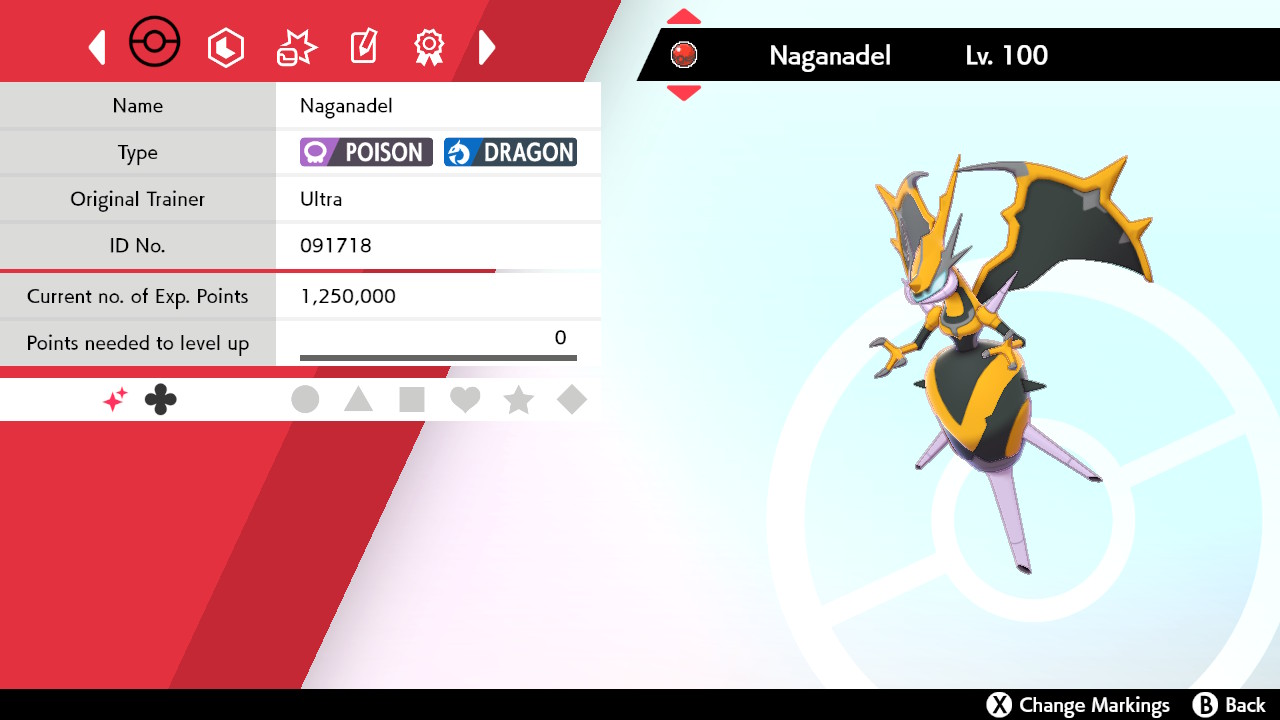 Naganadel Lv. 100
Name Naganadel
Type POISON DRAGON
Original Trainer Ultra
ID No. 091718
Current no. of Exp. Points 1,250,000
Points needed to level up 0
X Change Markings B Back